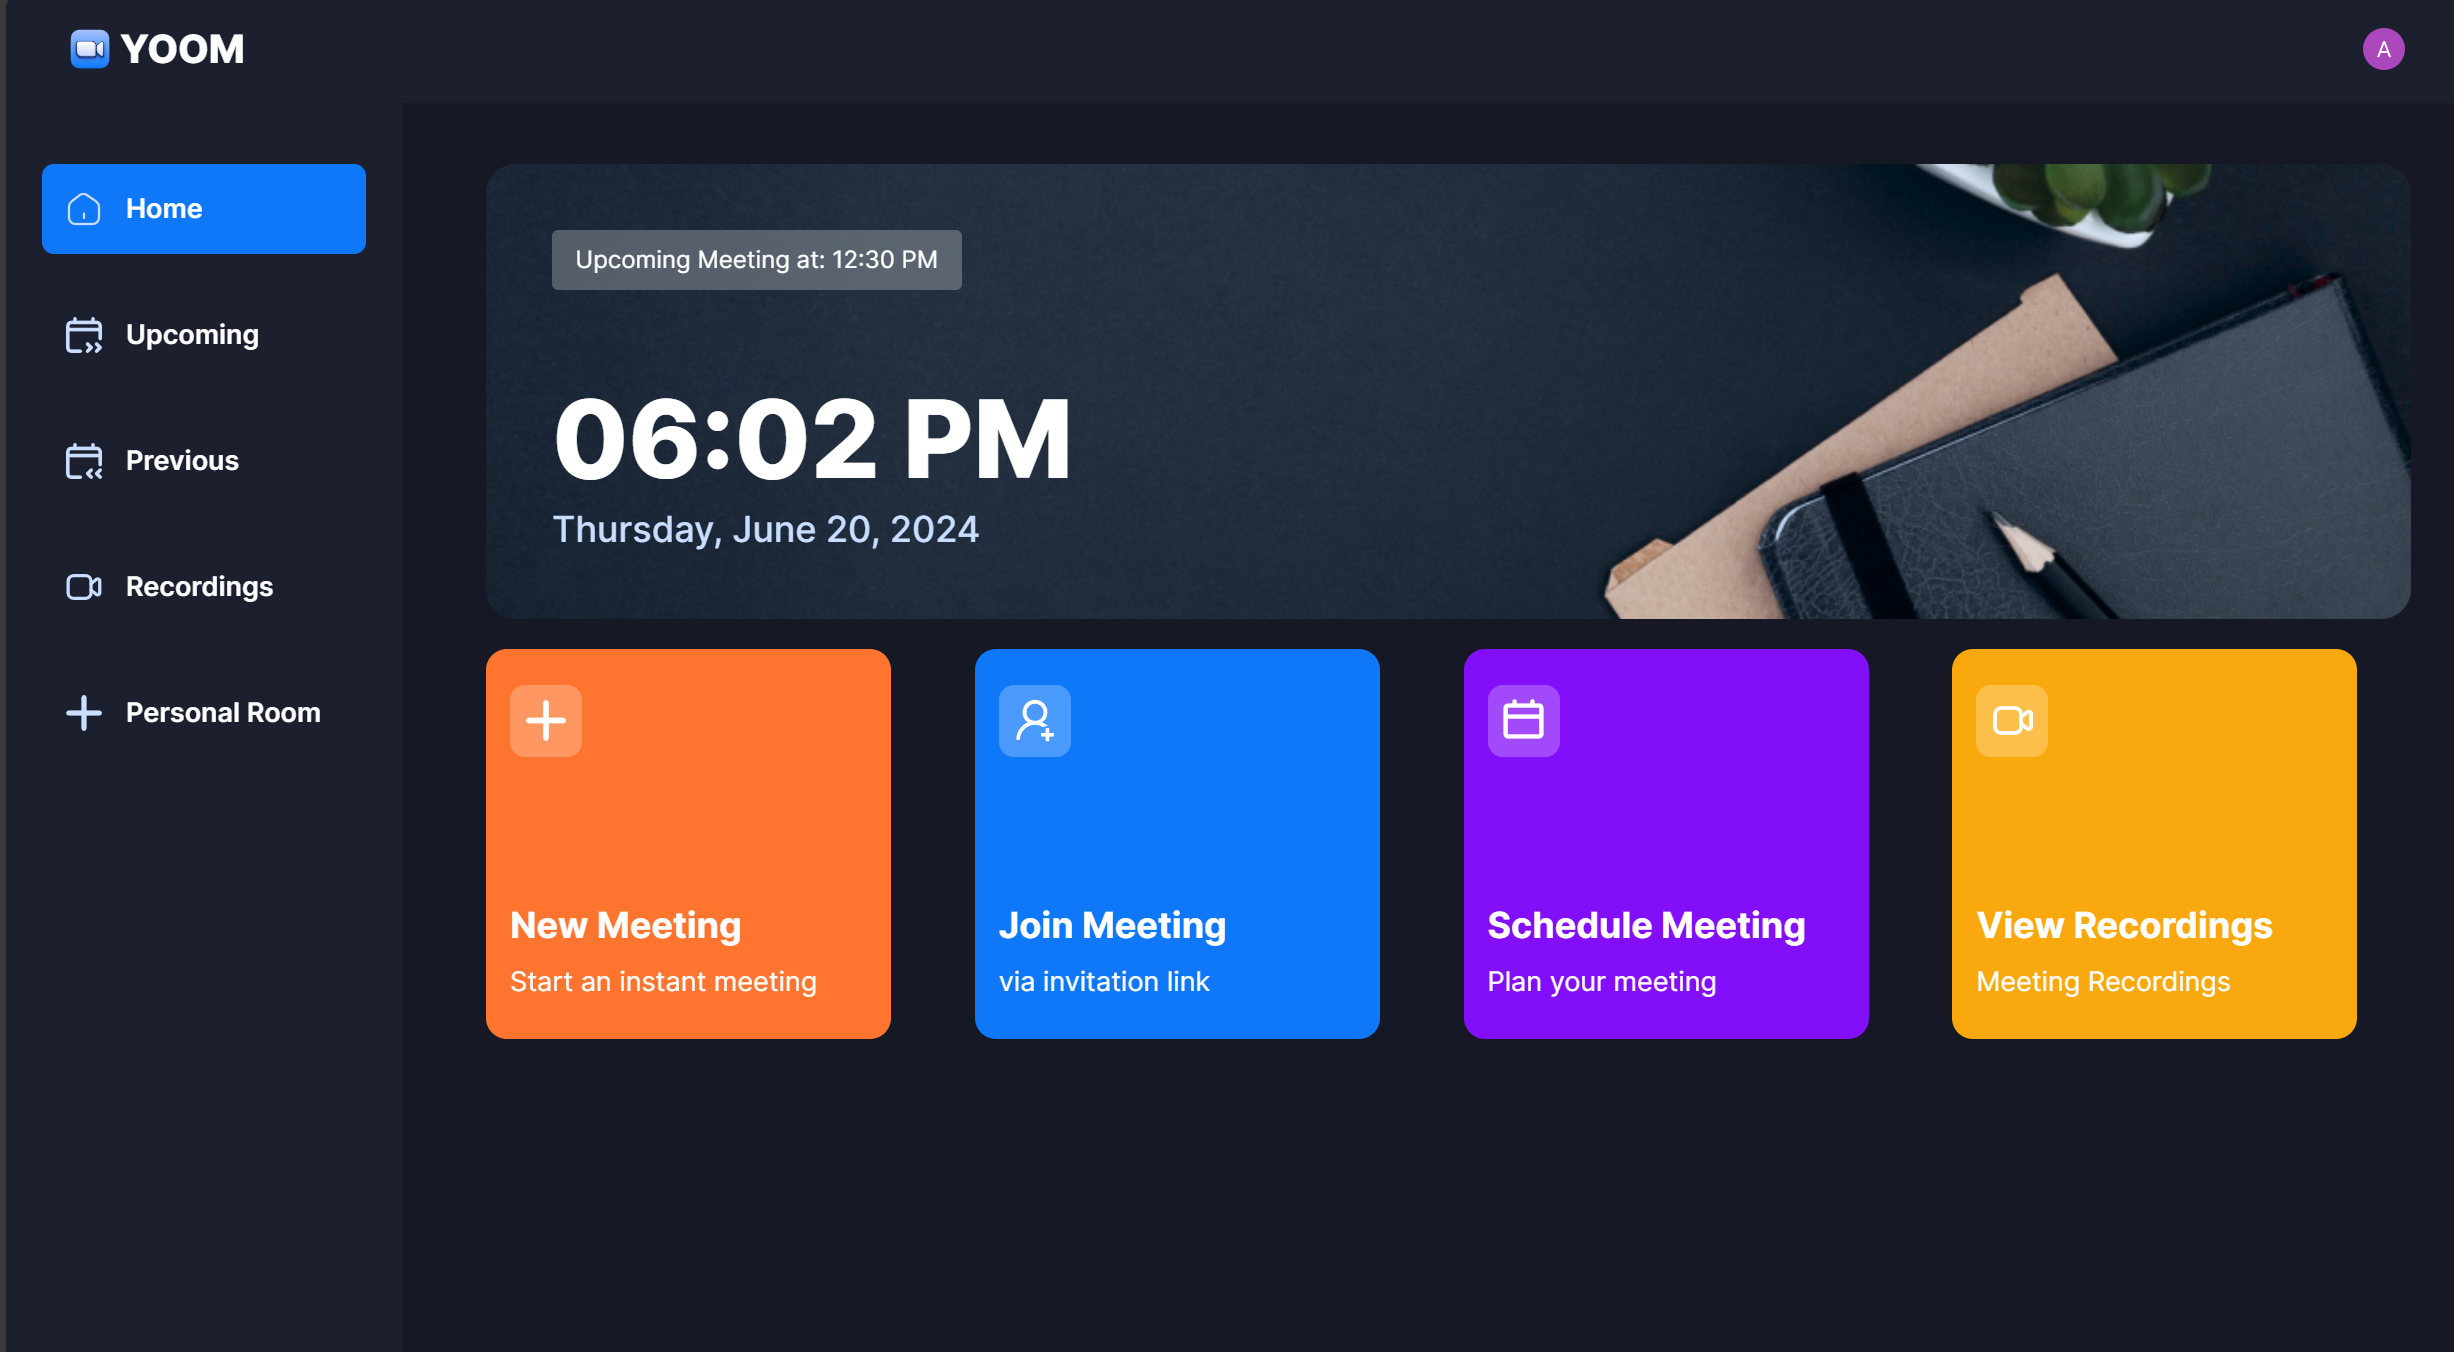 YOOM
A
Home
Upcoming
Previous
Recordings
Personal Room
Upcoming Meeting at: 12:30 PM
06:02 PM
Thursday, June 20, 2024
New Meeting
Start an instant meeting
Join Meeting
via invitation link
Schedule Meeting
Plan your meeting
View Recordings
Meeting Recordings